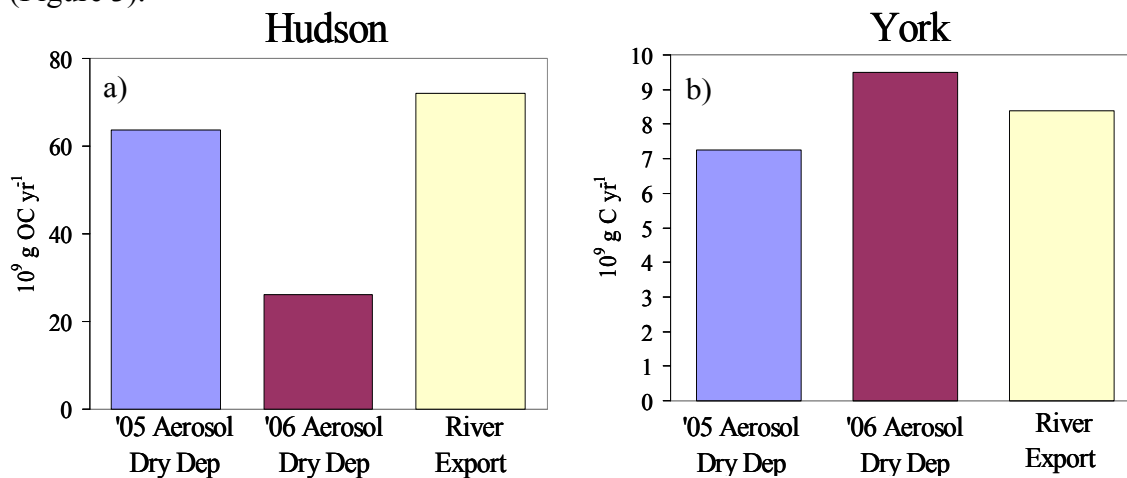 (Figure 3).
Hudson
a)
80
60
40
20
0
10⁹ g OC yr⁻¹
'05 Aerosol
Dry Dep
'06 Aerosol
Dry Dep
River
Export
York
b)
10
9
8
7
6
5
4
3
2
1
0
10⁹ g C yr⁻¹
'05 Aerosol
Dry Dep
'06 Aerosol
Dry Dep
River
Export